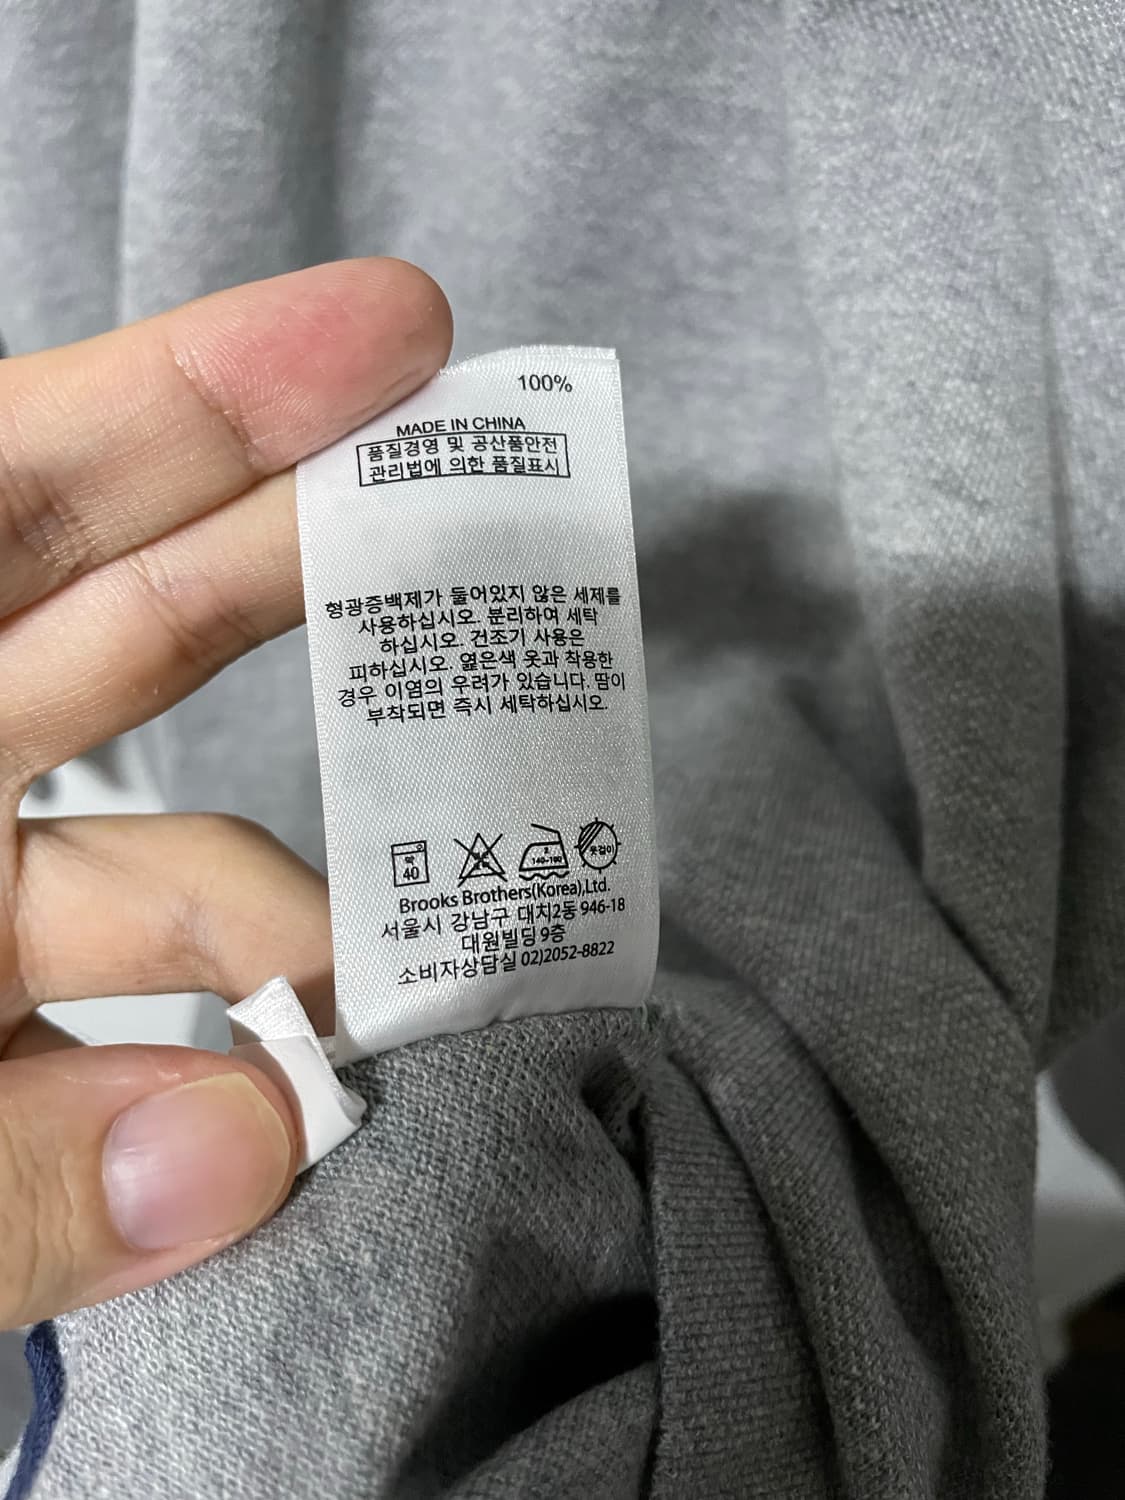 100%
MADE IN CHINA
품질경영 및 공산품안전
관리법에 의한 품질표시
형광증백제가 들어있지 않은 세제를
사용하십시오. 분리하여 세탁
하십시오. 건조기 사용은
피하십시오. 엷은색 옷과 착용한
경우 이염의 우려가 있습니다. 땀이
부착되면 즉시 세탁하십시오.
약 40 2 140~160 옷걸이
Brooks Brothers(Korea),Ltd.
서울시 강남구 대치2동 946-18
대원빌딩 9층
소비자상담실 02)2052-8822